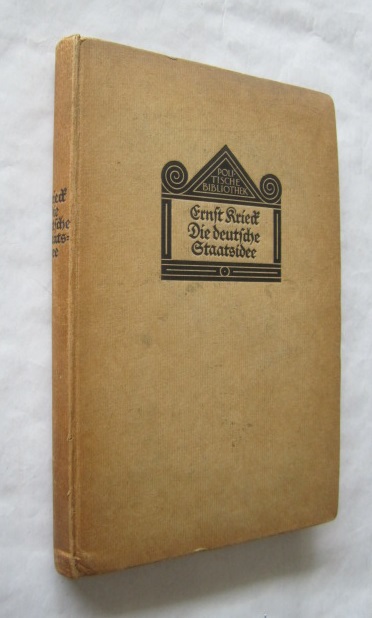 POLI-
TISCHE
BIBLIOTHEK
Ernst Krieck
Die deutsche
Staatsidee